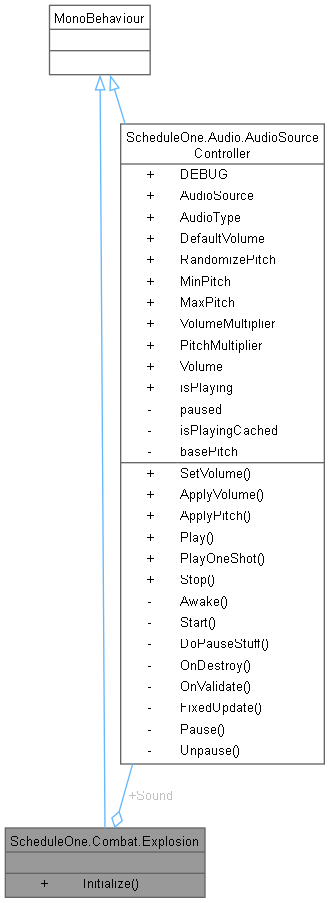 MonoBehaviour
ScheduleOne.Audio.AudioSource
Controller
+ DEBUG
+ AudioSource
+ AudioType
+ DefaultVolume
+ RandomizePitch
+ MinPitch
+ MaxPitch
+ VolumeMultiplier
+ PitchMultiplier
+ Volume
+ isPlaying
- paused
- isPlayingCached
- basePitch
+ SetVolume()
+ ApplyVolume()
+ ApplyPitch()
+ Play()
+ PlayOneShot()
+ Stop()
- Awake()
- Start()
- DoPauseStuff()
- OnDestroy()
- OnValidate()
- FixedUpdate()
- Pause()
- Unpause()
+Sound
ScheduleOne.Combat.Explosion
+ Initialize()